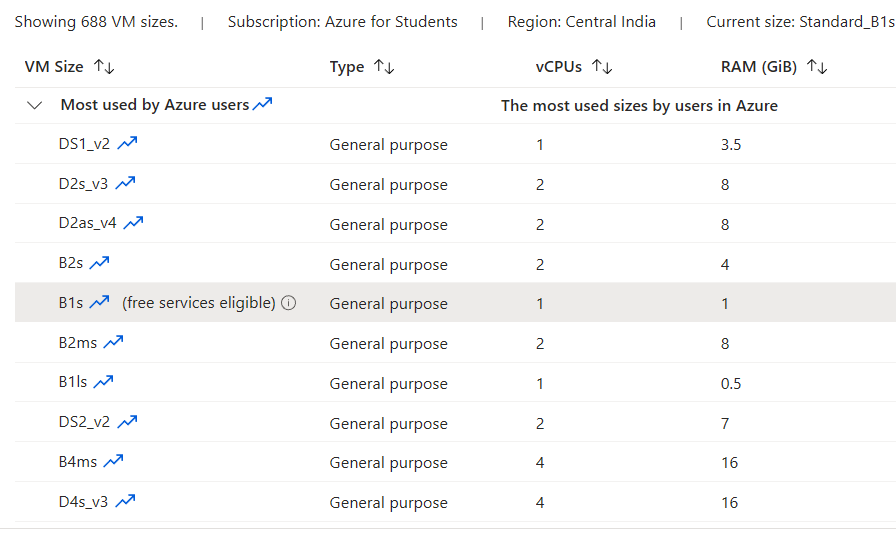 Showing 688 VM sizes. | Subscription: Azure for Students | Region: Central India | Current size: Standard_B1s
VM Size Type vCPUs RAM (GiB)
Most used by Azure users The most used sizes by users in Azure
DS1_v2 General purpose 1 3.5
D2s_v3 General purpose 2 8
D2as_v4 General purpose 2 8
B2s General purpose 2 4
B1s (free services eligible) General purpose 1 1
B2ms General purpose 2 8
B1ls General purpose 1 0.5
DS2_v2 General purpose 2 7
B4ms General purpose 4 16
D4s_v3 General purpose 4 16